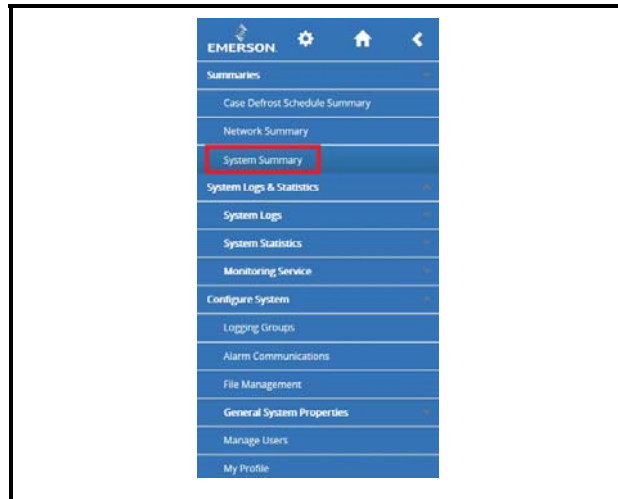 EMERSON
Summaries
Case Defrost Schedule Summary
Network Summary
System Summary
System Logs & Statistics
System Logs
System Statistics
Monitoring Service
Configure System
Logging Groups
Alarm Communications
File Management
General System Properties
Manage Users
My Profile